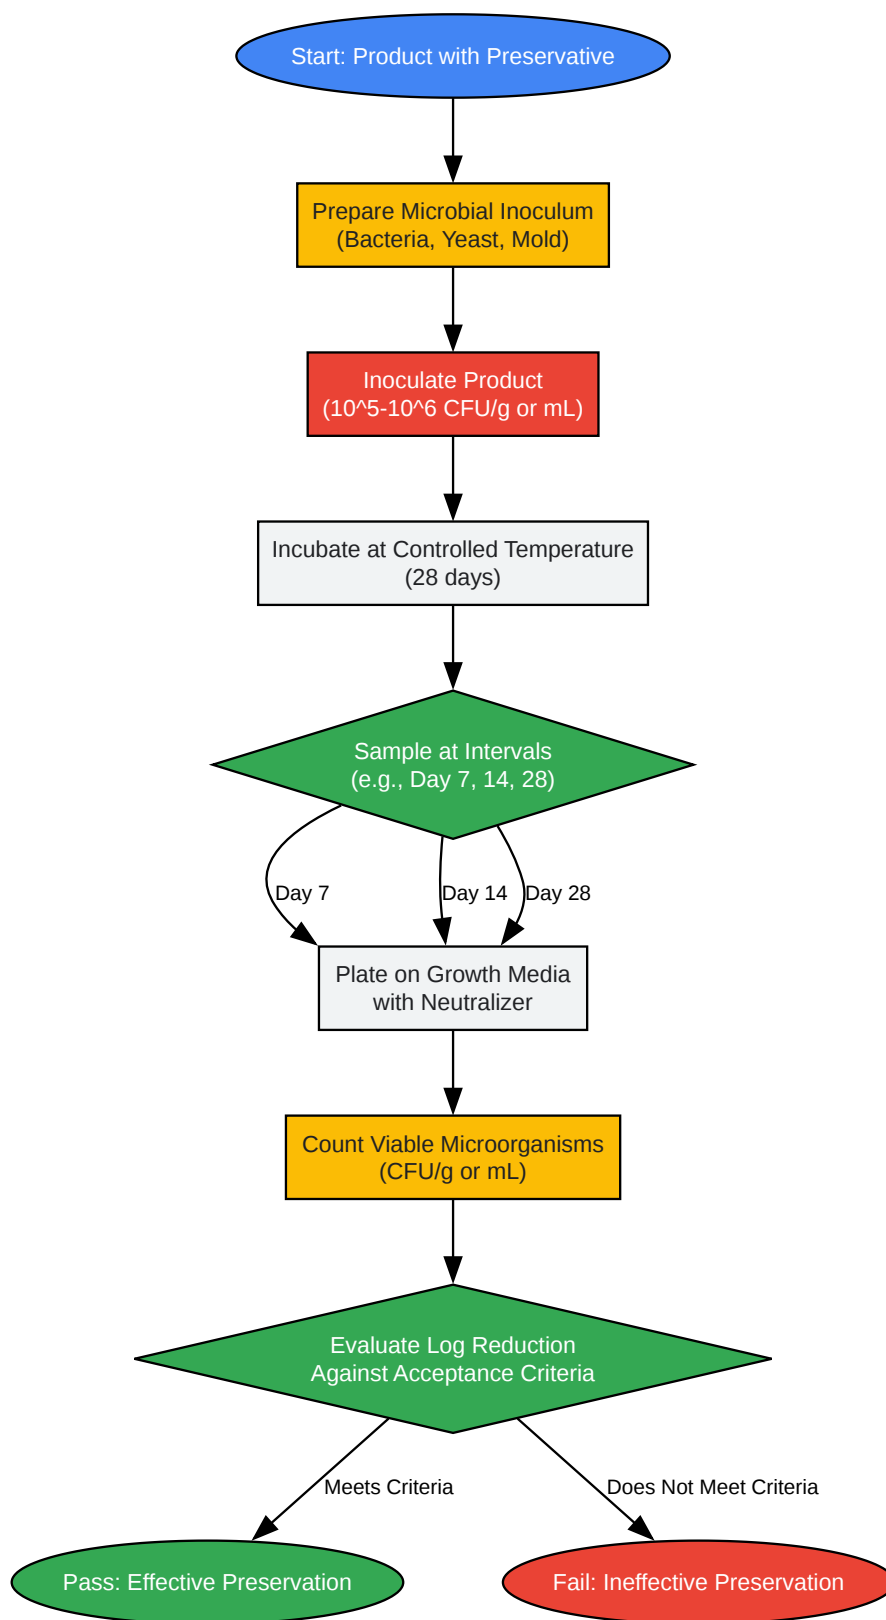 Start: Product with Preservative
Prepare Microbial Inoculum
(Bacteria, Yeast, Mold)
Inoculate Product
(10^5-10^6 CFU/g or mL)
Incubate at Controlled Temperature
(28 days)
Sample at Intervals
(e.g., Day 7, 14, 28)
Day 7
Day 14
Day 28
Plate on Growth Media
with Neutralizer
Count Viable Microorganisms
(CFU/g or mL)
Evaluate Log Reduction
Against Acceptance Criteria
Meets Criteria
Does Not Meet Criteria
Pass: Effective Preservation
Fail: Ineffective Preservation